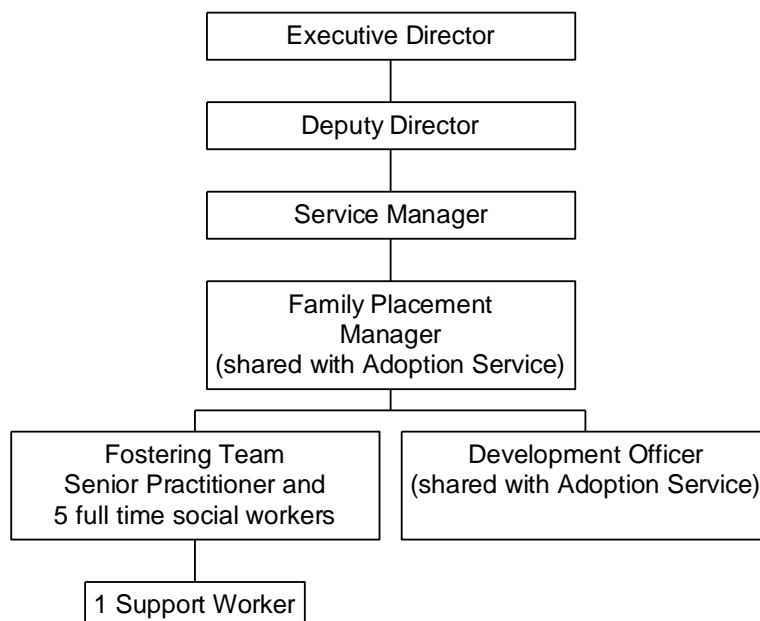 Executive Director
Deputy Director
Service Manager
Family Placement
Manager
(shared with Adoption Service)
Fostering Team
Senior Practitioner and
5 full time social workers
Development Officer
(shared with Adoption Service)
1 Support Worker